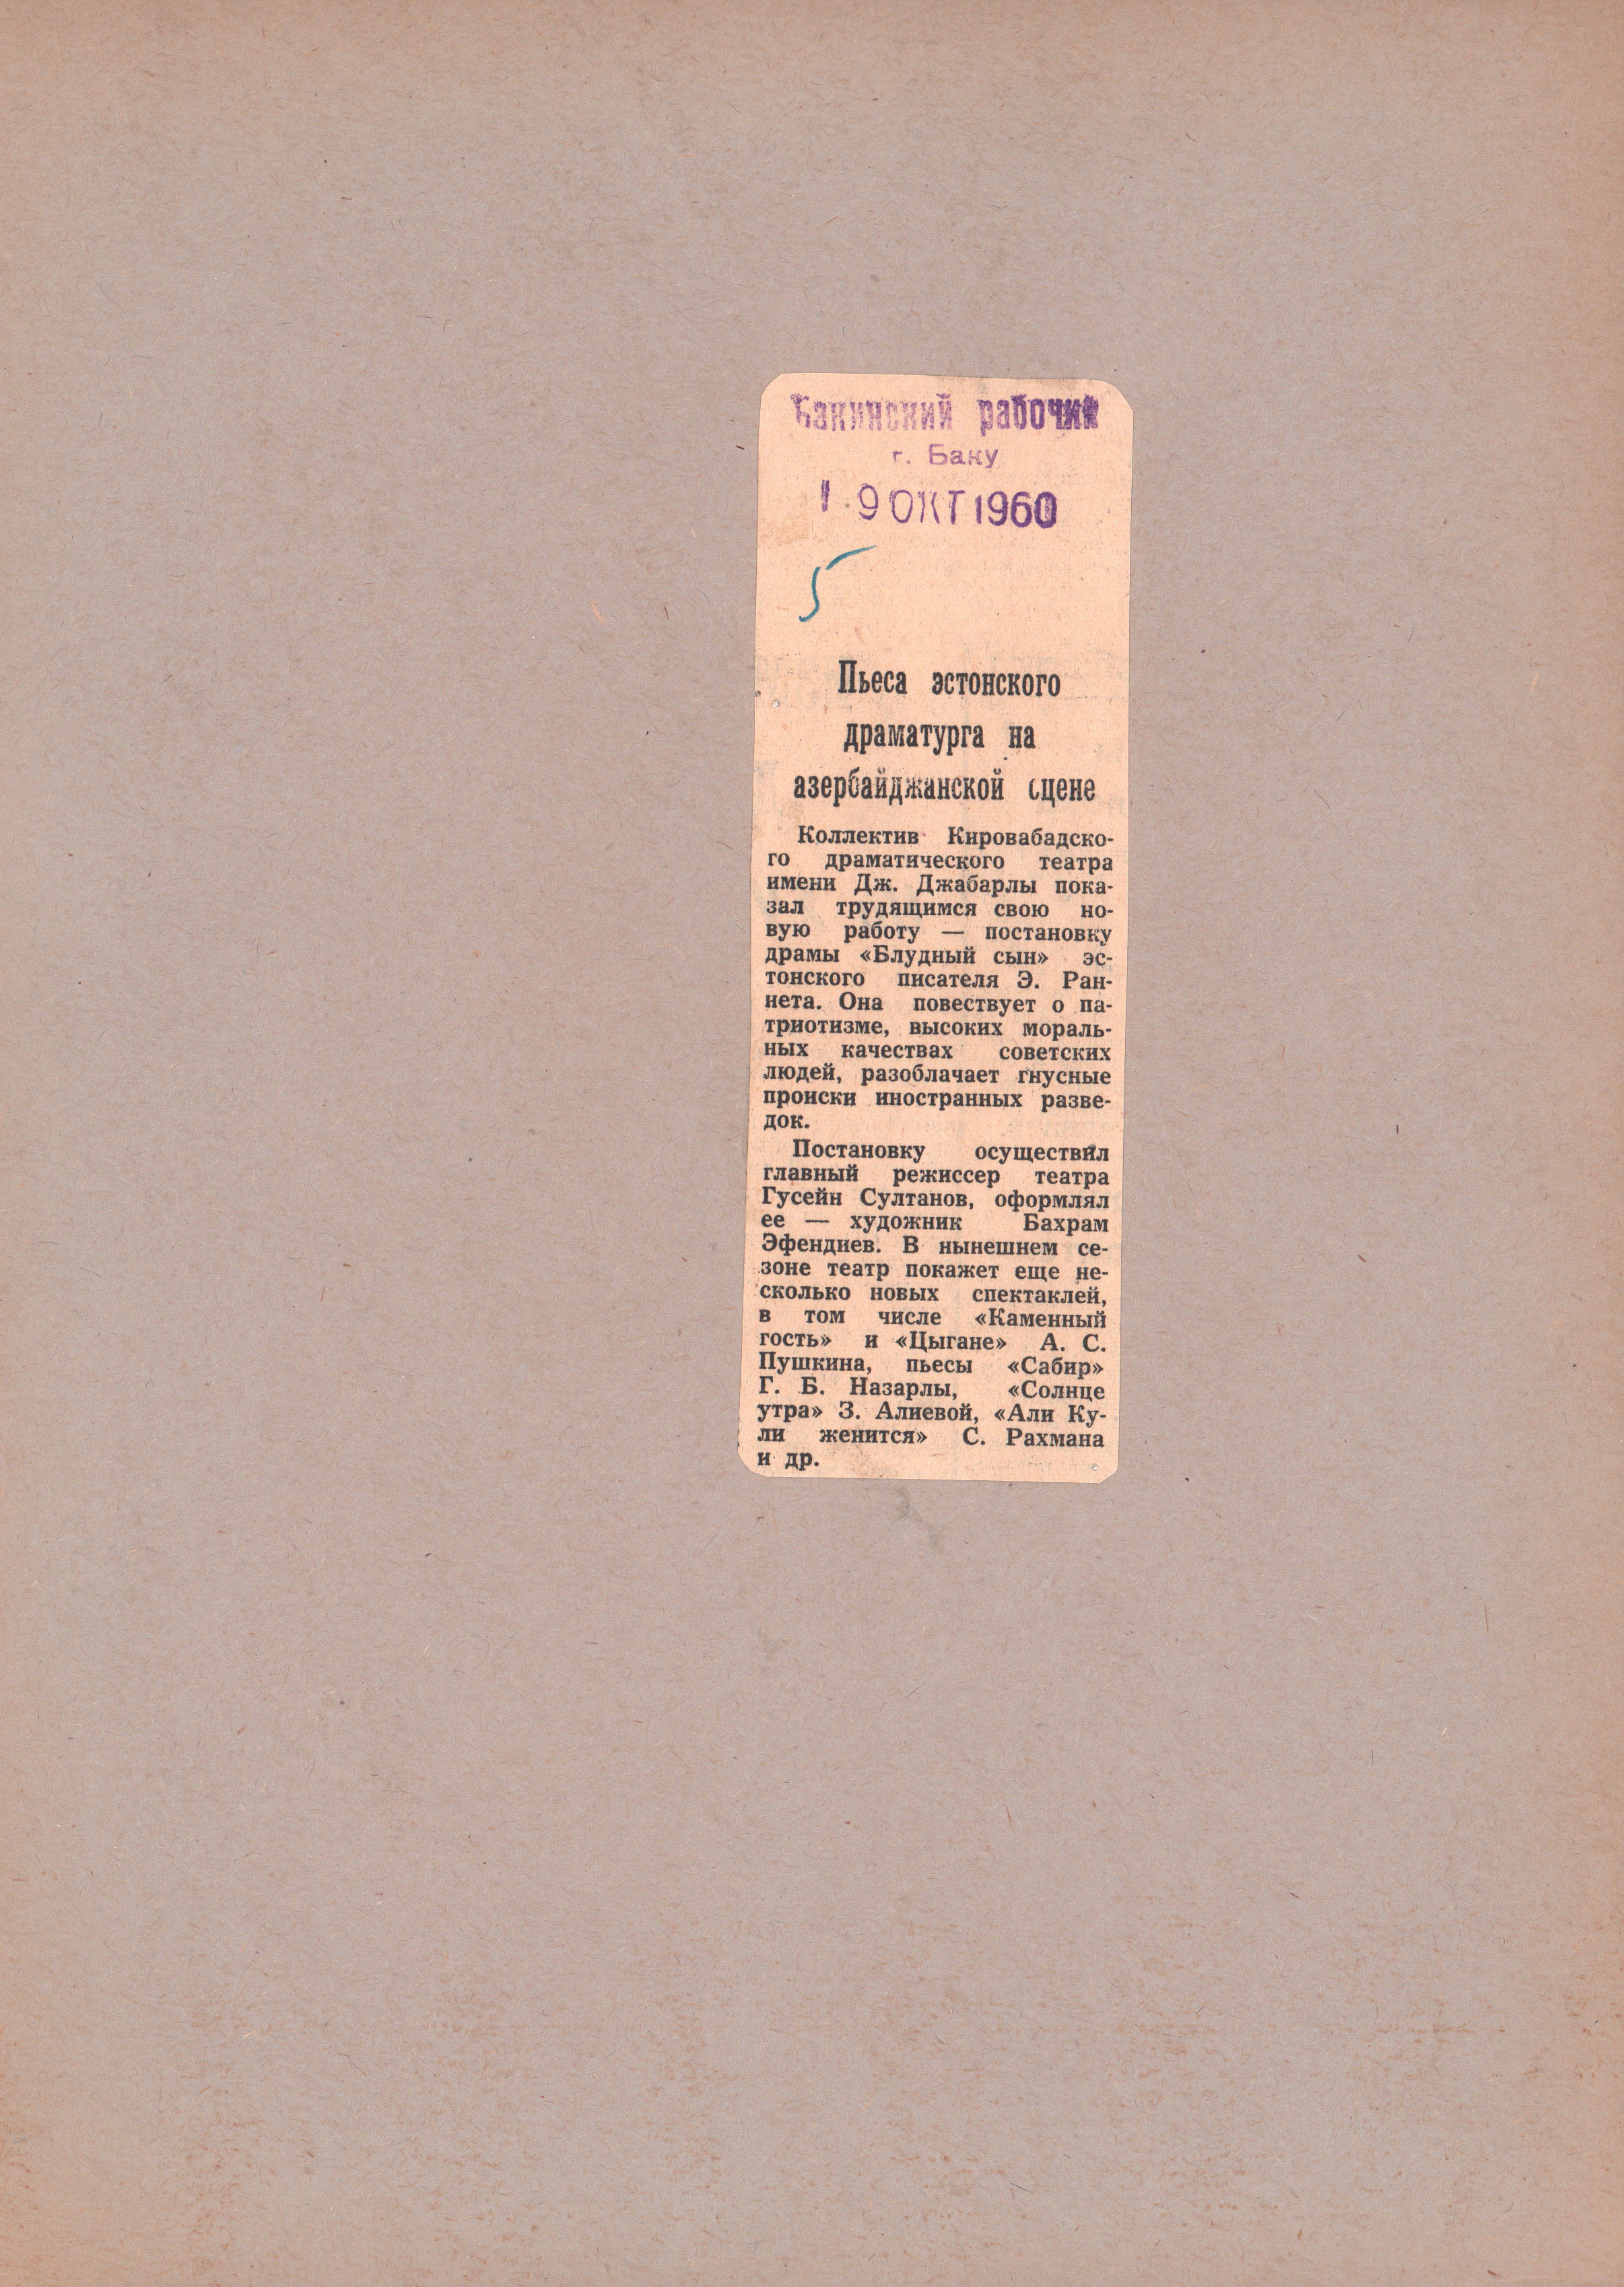 Бакинский рабочий
г. Баку
19 ОКТ 1960
5
Пьеса эстонского
драматурга на
азербайджанской сцене
Коллектив Кировабадско-
го драматического театра
имени Дж. Джабарлы пока-
зал трудящимся свою но-
вую работу — постановку
драмы «Блудный сын» эс-
тонского писателя Э. Ран-
нета. Она повествует о па-
триотизме, высоких мораль-
ных качествах советских
людей, разоблачает гнусные
происки иностранных разве-
док.
Постановку осуществил
главный режиссер театра
Гусейн Султанов, оформлял
ее — художник Бахрам
Эфендиев. В нынешнем се-
зоне театр покажет еще не-
сколько новых спектаклей,
в том числе «Каменный
гость» и «Цыгане» А. С.
Пушкина, пьесы «Сабир»
Г. Б. Назарлы, «Солнце
утра» З. Алиевой, «Али Ку-
ли женится» С. Рахмана
и др.